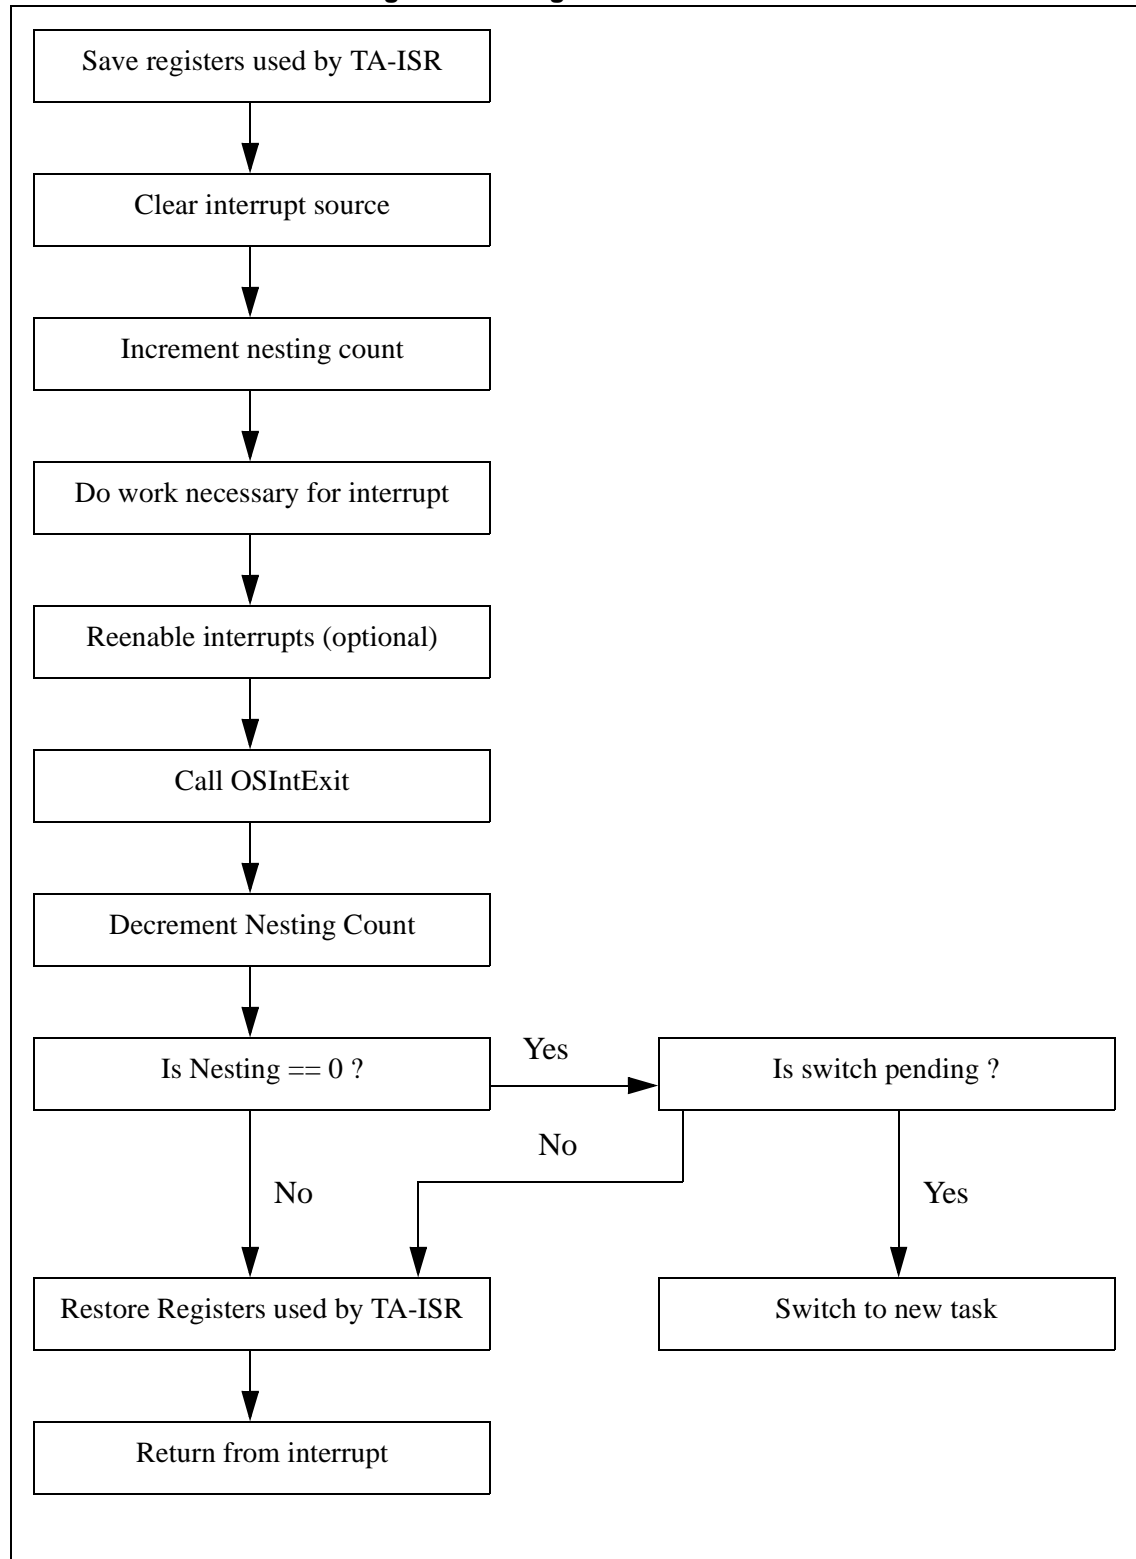 Save registers used by TA-ISR
Clear interrupt source
Increment nesting count
Do work necessary for interrupt
Reenable interrupts (optional)
Call OSIntExit
Decrement Nesting Count
Is Nesting == 0 ?
Yes
Is switch pending ?
No
No
Yes
Restore Registers used by TA-ISR
Switch to new task
Return from interrupt